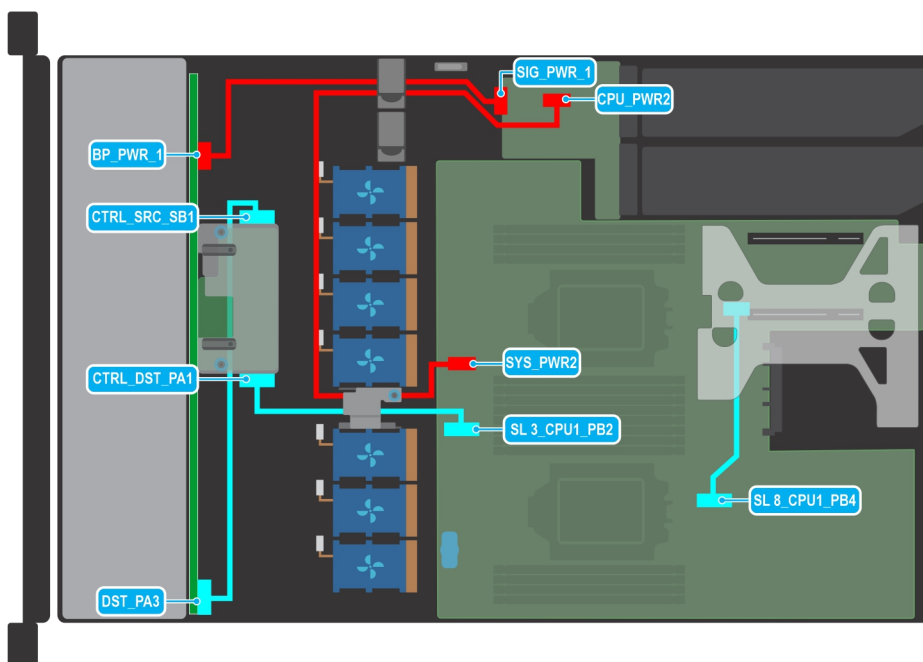 SIG_PWR_1
CPU_PWR2
BP_PWR_1
CTRL_SRC_SB1
CTRL_DST_PA1
SYS_PWR2
SL 3_CPU1_PB2
SL 8_CPU1_PB4
DST_PA3